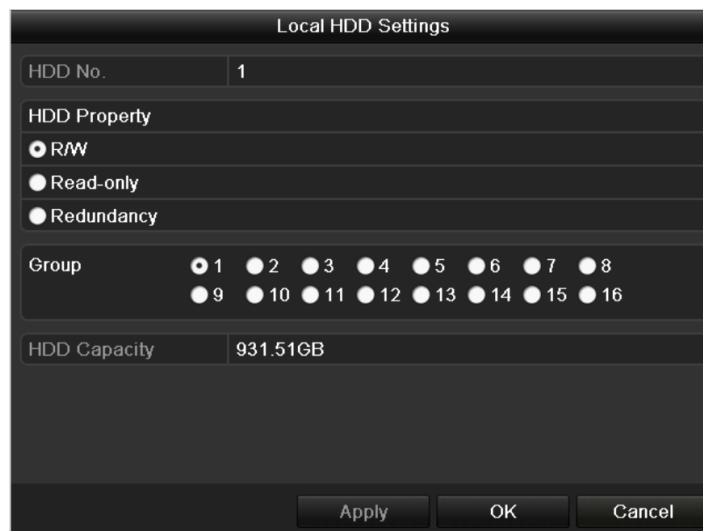 Local HDD Settings
HDD No. 1
HDD Property
R/W
Read-only
Redundancy
Group 1 2 3 4 5 6 7 8
9 10 11 12 13 14 15 16
HDD Capacity 931.51GB
Apply OK Cancel